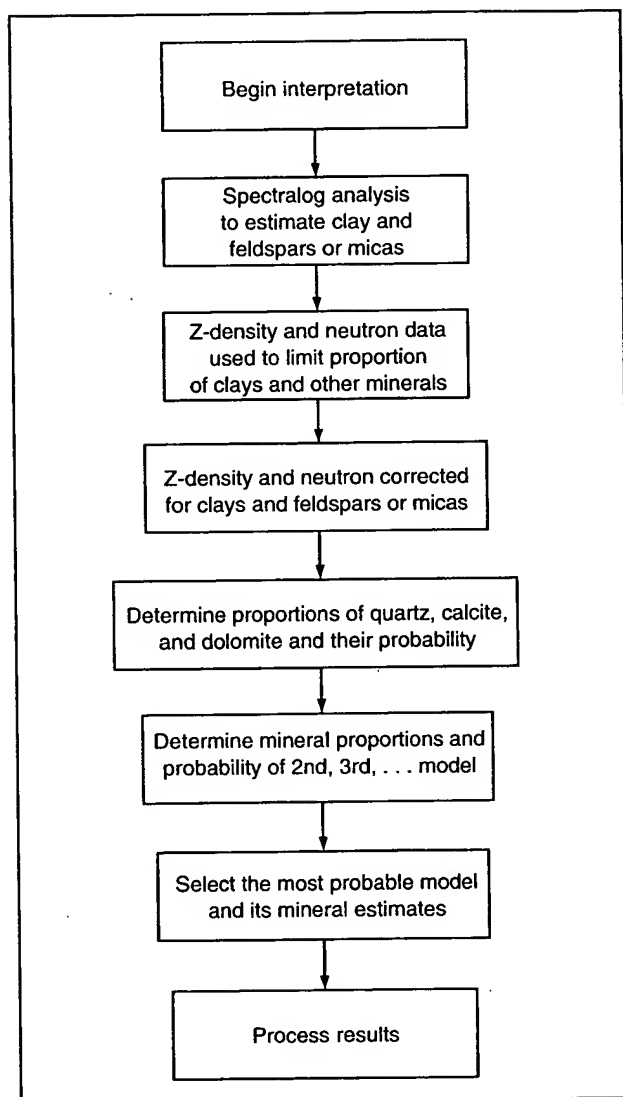 Begin interpretation
Spectralog analysis
to estimate clay and
feldspars or micas
Z-density and neutron data
used to limit proportion
of clays and other minerals
Z-density and neutron corrected
for clays and feldspars or micas
Determine proportions of quartz, calcite,
and dolomite and their probability
Determine mineral proportions and
probability of 2nd, 3rd, . . . model
Select the most probable model
and its mineral estimates
Process results